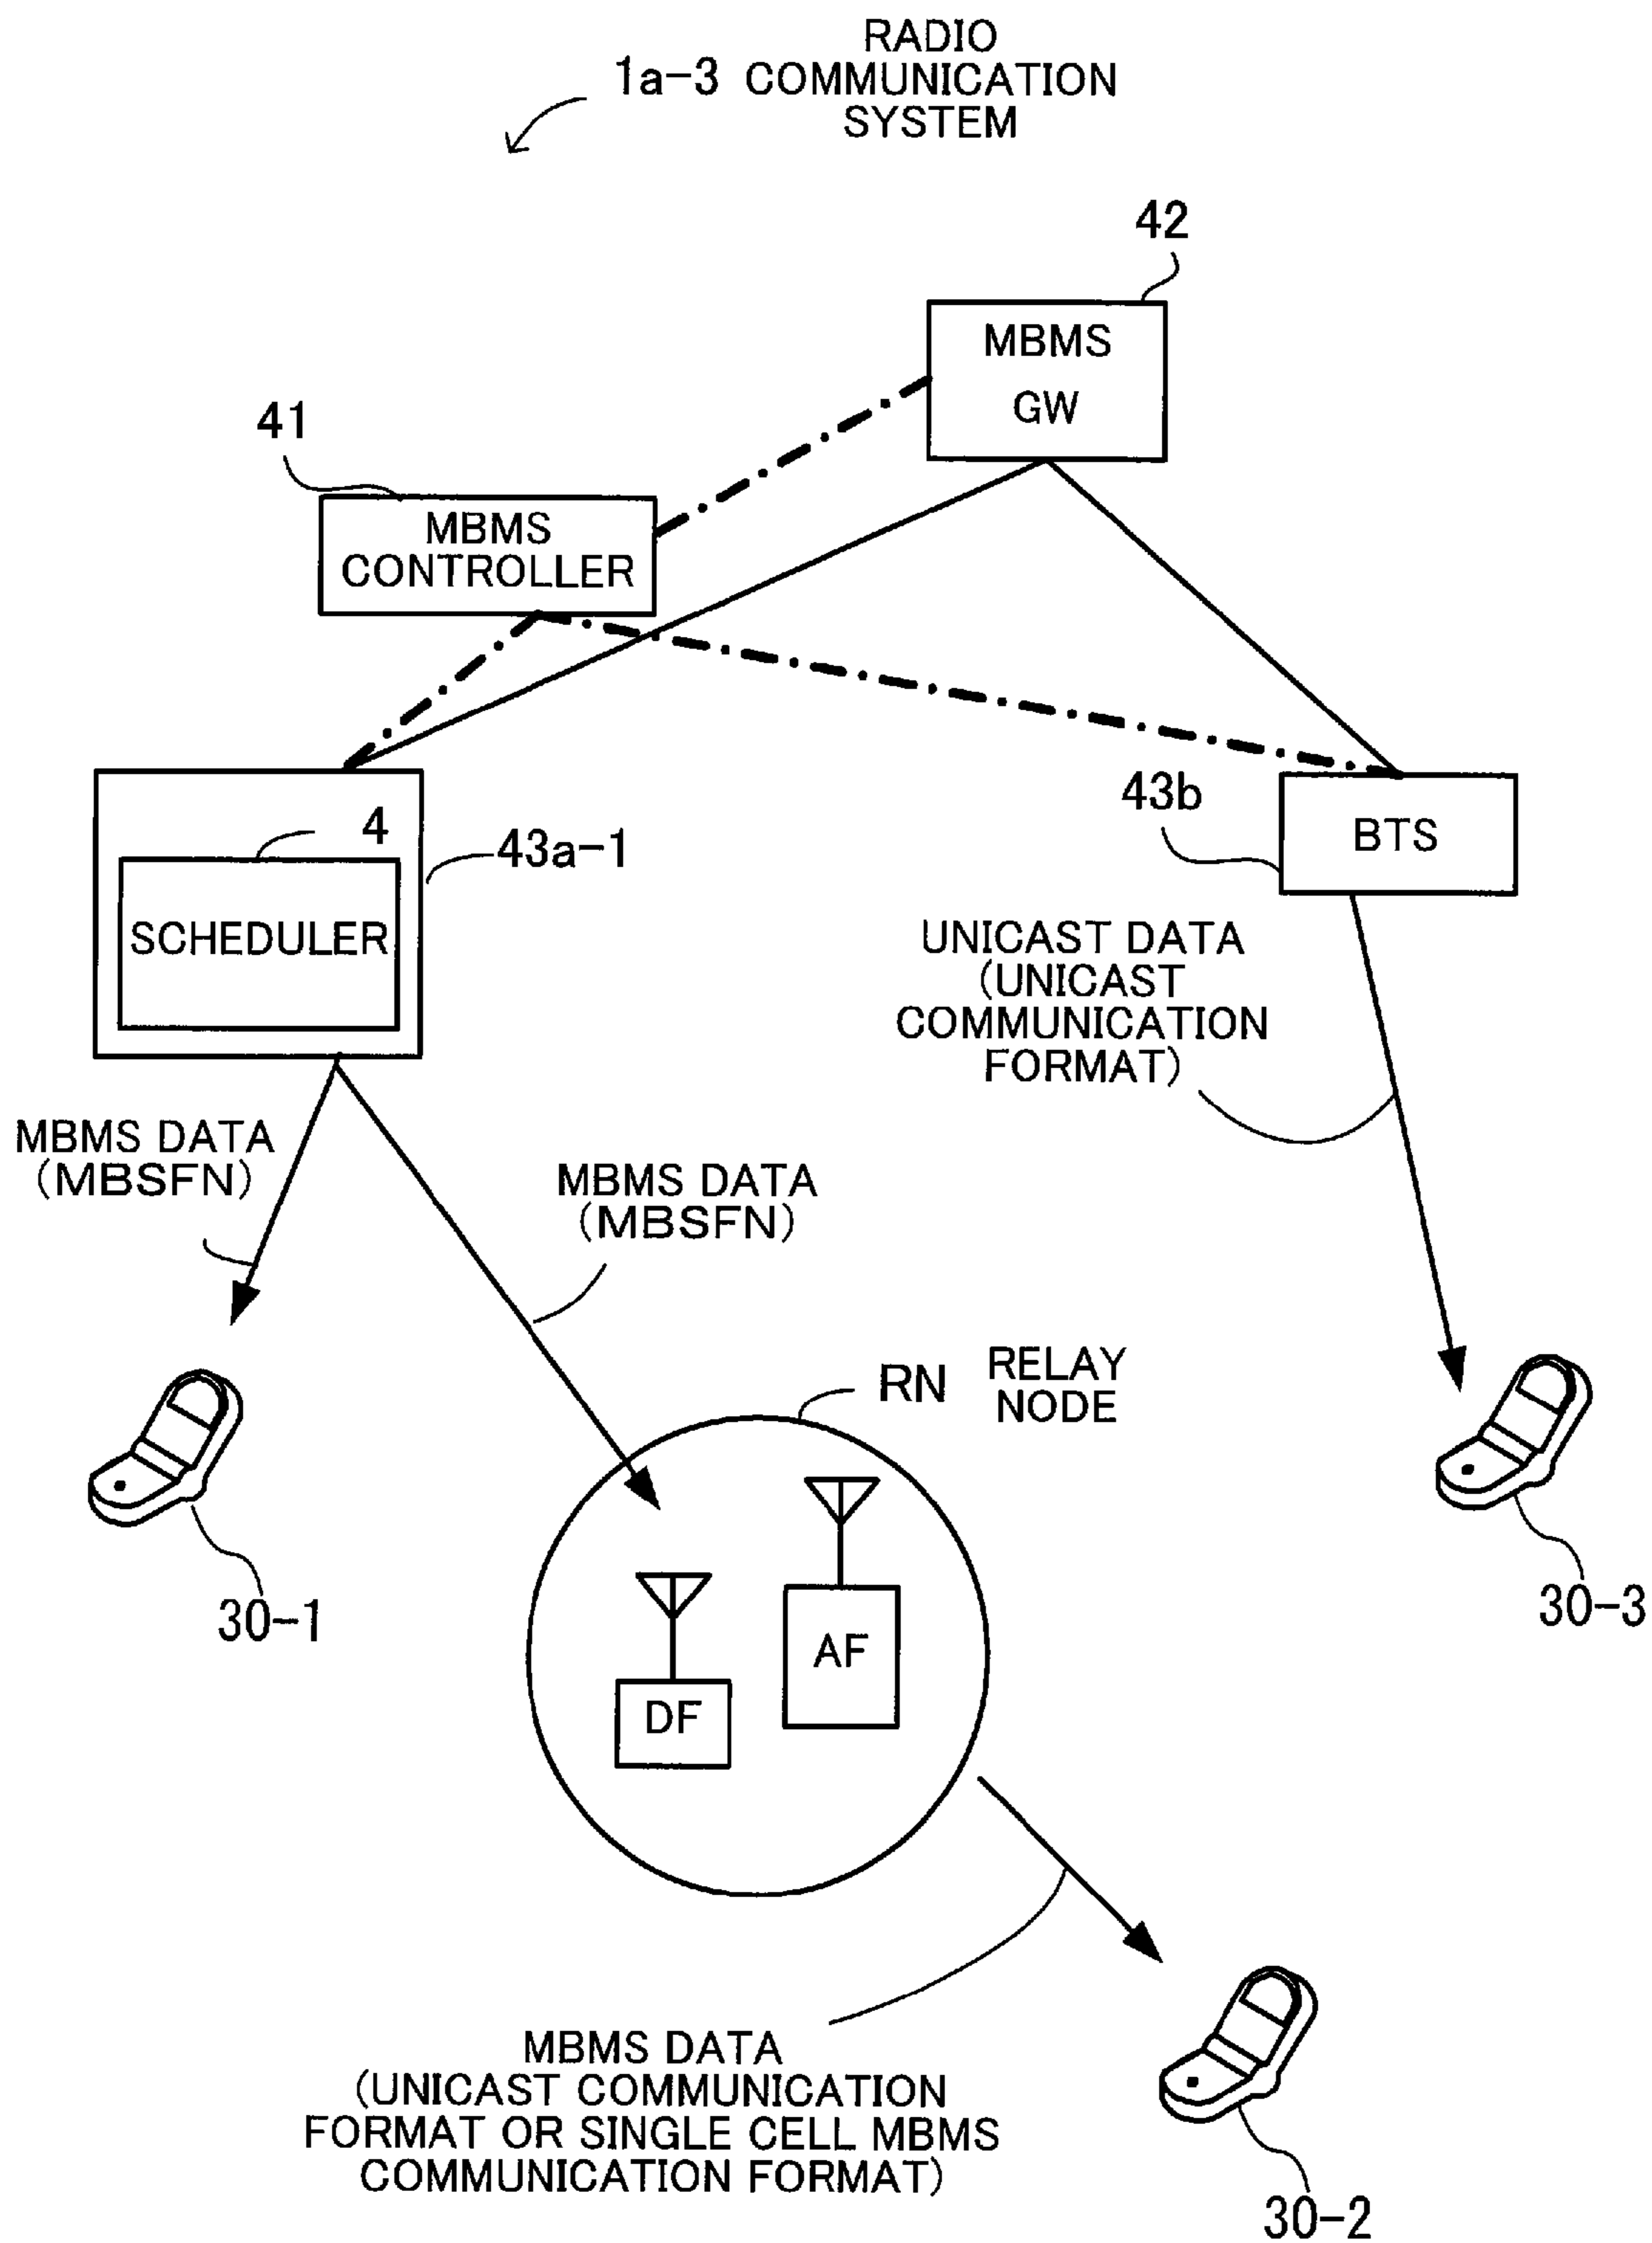 RADIO
1a-3 COMMUNICATION
SYSTEM
42
MBMS
GW
41
MBMS
CONTROLLER
4
43a-1
SCHEDULER
43b
BTS
UNICAST DATA
(UNICAST
COMMUNICATION
FORMAT)
MBMS DATA
(MBSFN)
MBMS DATA
(MBSFN)
RN
RELAY
NODE
30-1
30-3
AF
DF
MBMS DATA
(UNICAST COMMUNICATION
FORMAT OR SINGLE CELL MBMS
COMMUNICATION FORMAT)
30-2